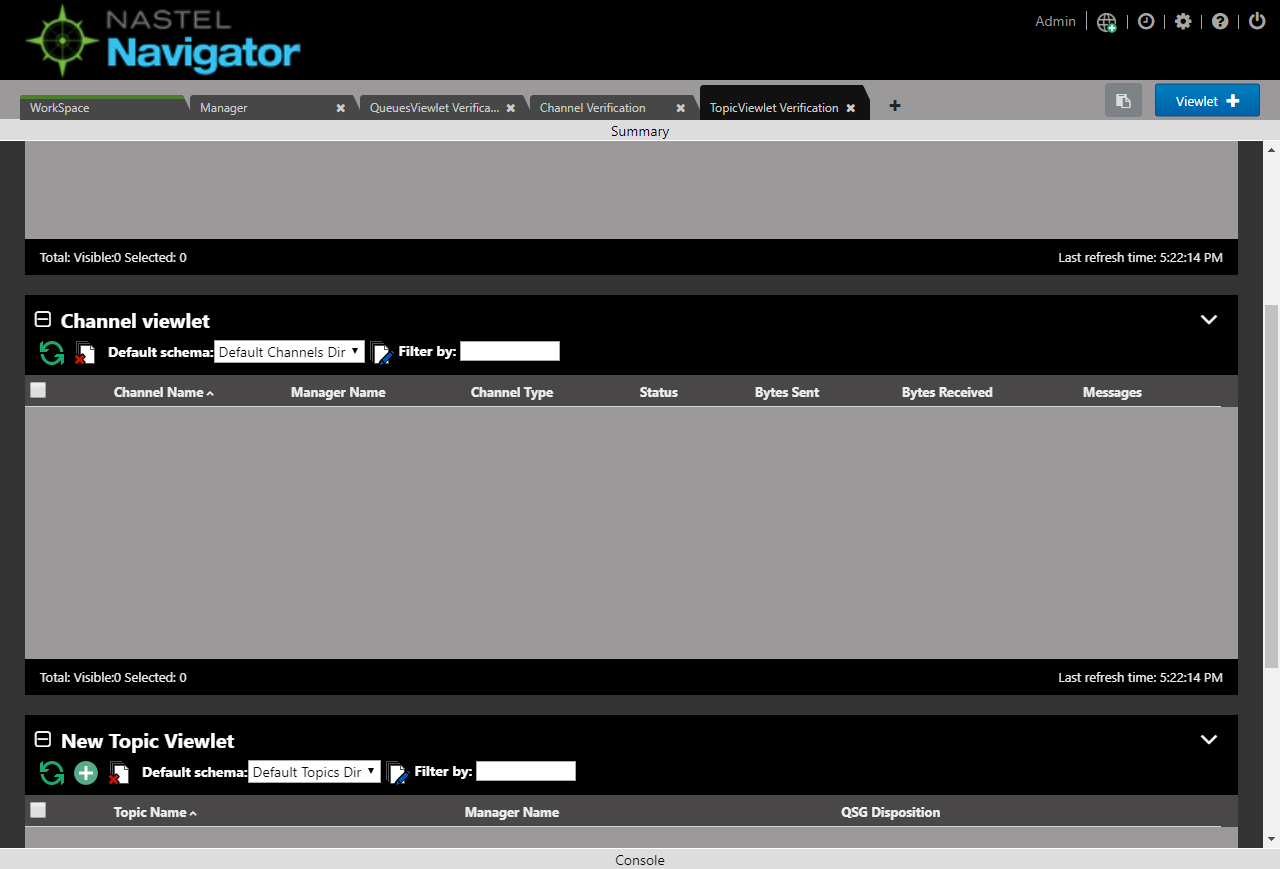 NASTEL
Navigator
Admin
WorkSpace
Manager
QueuesViewlet Verifica...
Channel Verification
TopicViewlet Verification
Viewlet
Summary
Total: Visible:0 Selected: 0
Last refresh time: 5:22:14 PM
Channel viewlet
Default schema: Default Channels Dir Filter by:
Channel Name Manager Name Channel Type Status Bytes Sent Bytes Received Messages
Total: Visible:0 Selected: 0
Last refresh time: 5:22:14 PM
New Topic Viewlet
Default schema: Default Topics Dir Filter by:
Topic Name Manager Name QSG Disposition
Console